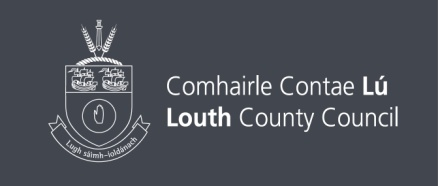 Comhairle Contae Lú
Louth County Council
Lugh sáimh-ioldánach